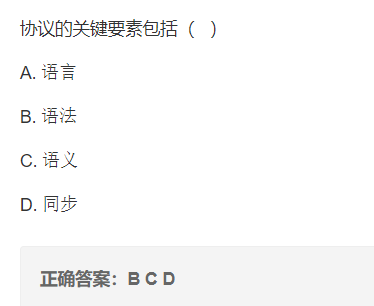 协议的关键要素包括（ ）
A. 语言
B. 语法
C. 语义
D. 同步
正确答案：B C D